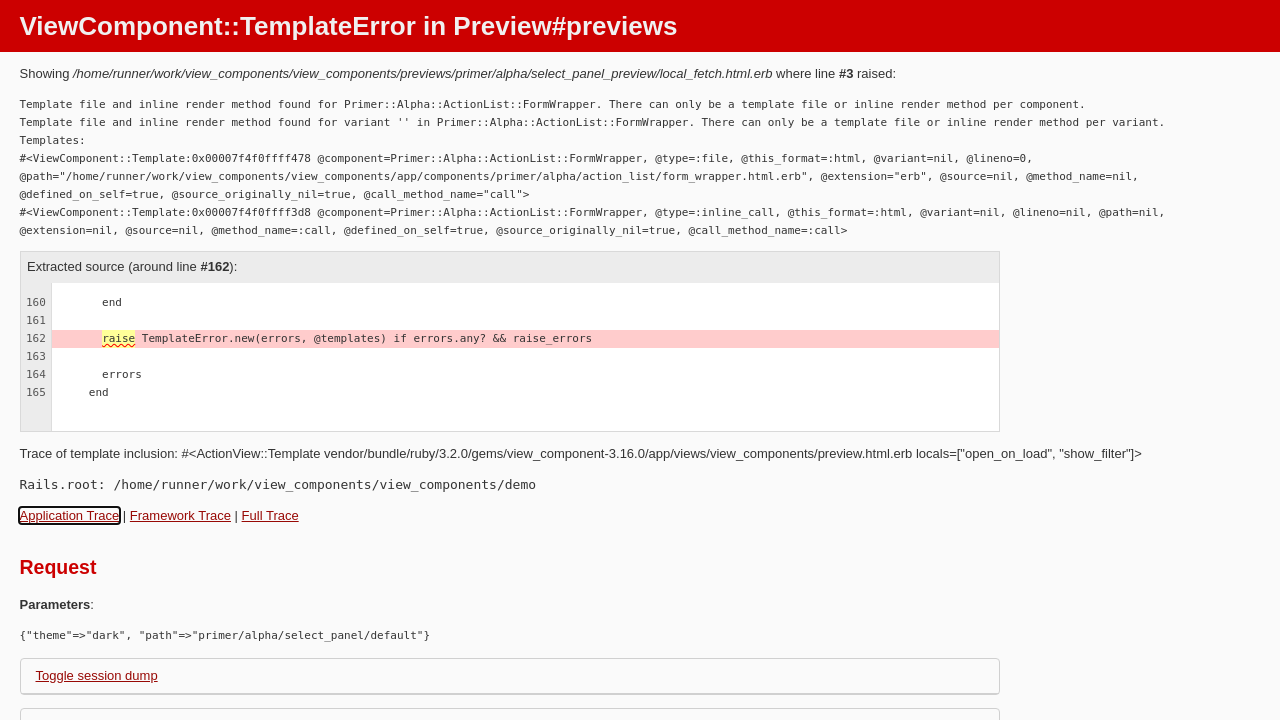 ViewComponent::TemplateError in Preview#previews
Showing /home/runner/work/view_components/view_components/previews/primer/alpha/select_panel_preview/local_fetch.html.erb where line #3 raised:
Template file and inline render method found for Primer::Alpha::ActionList::FormWrapper. There can only be a template file or inline render method per component.
Template file and inline render method found for variant '' in Primer::Alpha::ActionList::FormWrapper. There can only be a template file or inline render method per variant.
Templates:
#<ViewComponent::Template:0x00007f4f0ffff478 @component=Primer::Alpha::ActionList::FormWrapper, @type=:file, @this_format=:html, @variant=nil, @lineno=0,
@path="/home/runner/work/view_components/view_components/app/components/primer/alpha/action_list/form_wrapper.html.erb", @extension="erb", @source=nil, @method_name=nil,
@defined_on_self=true, @source_originally_nil=true, @call_method_name="call">
#<ViewComponent::Template:0x00007f4f0ffff3d8 @component=Primer::Alpha::ActionList::FormWrapper, @type=:inline_call, @this_format=:html, @variant=nil, @lineno=nil, @path=nil,
@extension=nil, @source=nil, @method_name=:call, @defined_on_self=true, @source_originally_nil=true, @call_method_name=:call>
Extracted source (around line #162):
160 end
161
162 raise TemplateError.new(errors, @templates) if errors.any? && raise_errors
163
164 errors
165 end
Trace of template inclusion: #<ActionView::Template vendor/bundle/ruby/3.2.0/gems/view_component-3.16.0/app/views/view_components/preview.html.erb locals=["open_on_load", "show_filter"]>
Rails.root: /home/runner/work/view_components/view_components/demo
Application Trace | Framework Trace | Full Trace
Request
Parameters:
{"theme"=>"dark", "path"=>"primer/alpha/select_panel/default"}
Toggle session dump